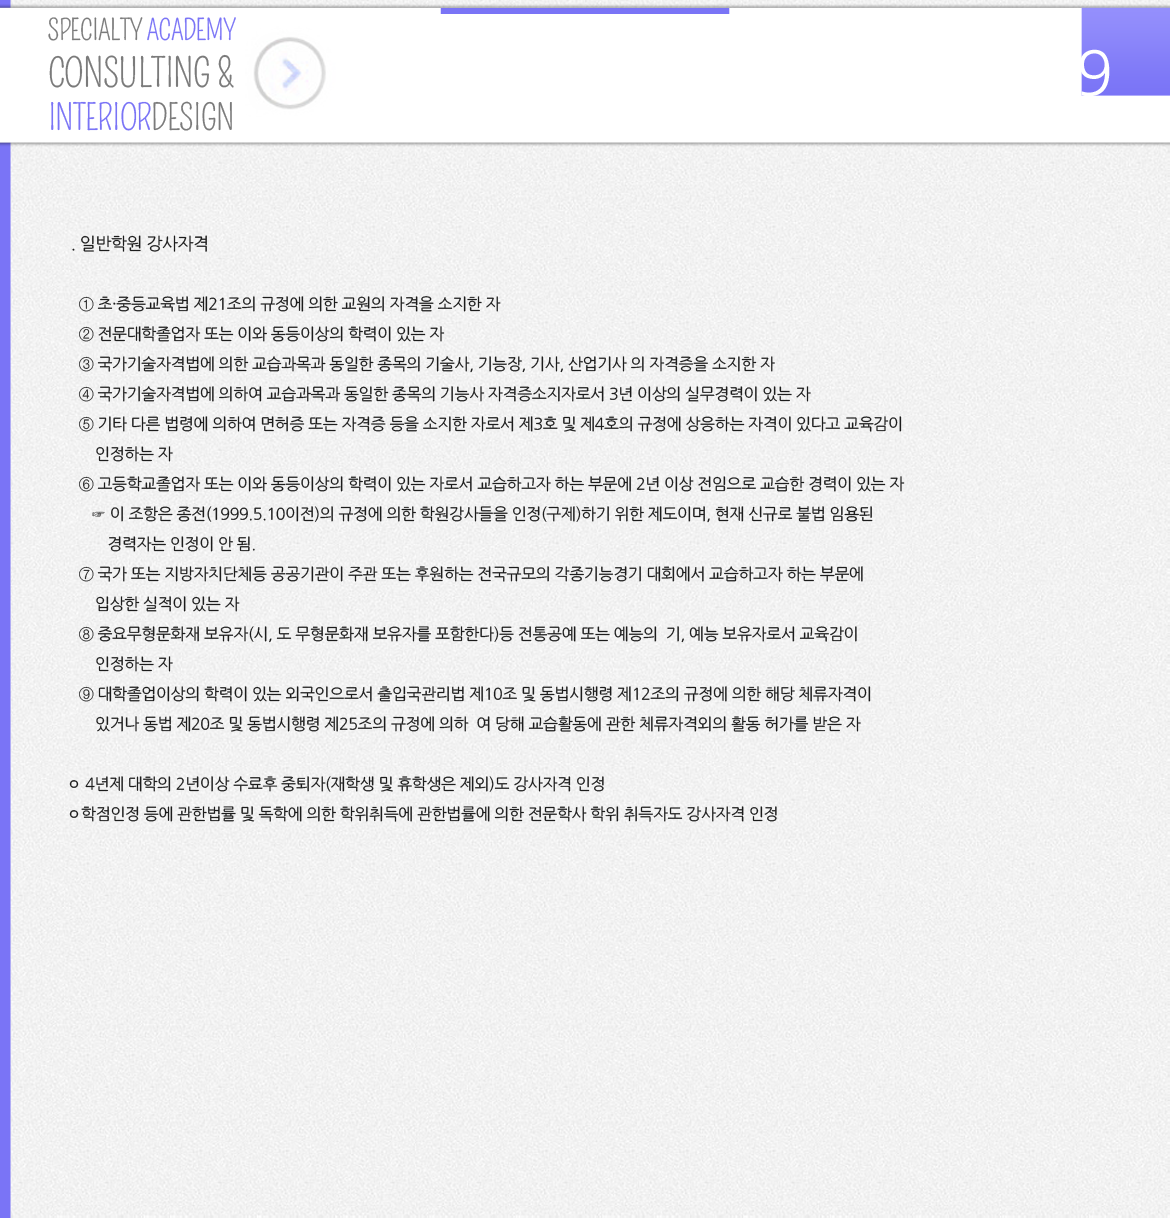 SPECIALTY ACADEMY
CONSULTING &
INTERIORDESIGN
9
. 일반학원 강사자격
① 초·중등교육법 제21조의 규정에 의한 교원의 자격을 소지한 자
② 전문대학졸업자 또는 이와 동등이상의 학력이 있는 자
③ 국가기술자격법에 의한 교습과목과 동일한 종목의 기술사, 기능장, 기사, 산업기사 의 자격증을 소지한 자
④ 국가기술자격법에 의하여 교습과목과 동일한 종목의 기능사 자격증소지자로서 3년 이상의 실무경력이 있는 자
⑤ 기타 다른 법령에 의하여 면허증 또는 자격증 등을 소지한 자로서 제3호 및 제4호의 규정에 상응하는 자격이 있다고 교육감이
인정하는 자
⑥ 고등학교졸업자 또는 이와 동등이상의 학력이 있는 자로서 교습하고자 하는 부문에 2년 이상 전임으로 교습한 경력이 있는 자
☞ 이 조항은 종전(1999.5.10이전)의 규정에 의한 학원강사들을 인정(구제)하기 위한 제도이며, 현재 신규로 불법 임용된
경력자는 인정이 안 됨.
⑦ 국가 또는 지방자치단체등 공공기관이 주관 또는 후원하는 전국규모의 각종기능경기 대회에서 교습하고자 하는 부문에
입상한 실적이 있는 자
⑧ 중요무형문화재 보유자(시, 도 무형문화재 보유자를 포함한다)등 전통공예 또는 예능의  기, 예능 보유자로서 교육감이
인정하는 자
⑨ 대학졸업이상의 학력이 있는 외국인으로서 출입국관리법 제10조 및 동법시행령 제12조의 규정에 의한 해당 체류자격이
있거나 동법 제20조 및 동법시행령 제25조의 규정에 의하  여 당해 교습활동에 관한 체류자격외의 활동 허가를 받은 자
ㅇ 4년제 대학의 2년이상 수료후 중퇴자(재학생 및 휴학생은 제외)도 강사자격 인정
ㅇ학점인정 등에 관한법률 및 독학에 의한 학위취득에 관한법률에 의한 전문학사 학위 취득자도 강사자격 인정